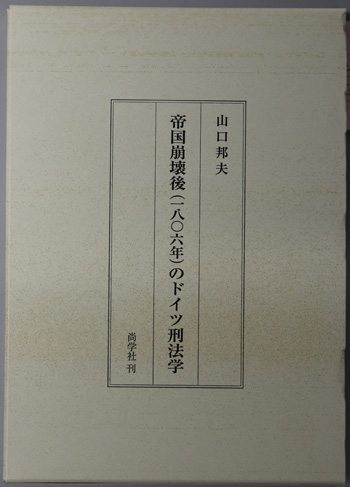 山口邦夫
帝国崩壊後（一八〇六年）のドイツ刑法学
尚学社 刊